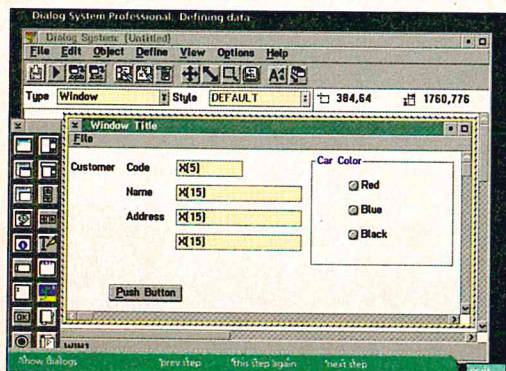 Dialog System Professional. Defining data
Dialog System: (Untitled)
File Edit Object Define View Options Help
Type Window Style DEFAULT 384,64 1760,776
Window Title
File
Customer Code X(5)
Name X(15)
Address X(15)
X(15)
Car Color
Red
Blue
Black
Push Button
OK
WIN1
Show dialogs prev step this step again next step